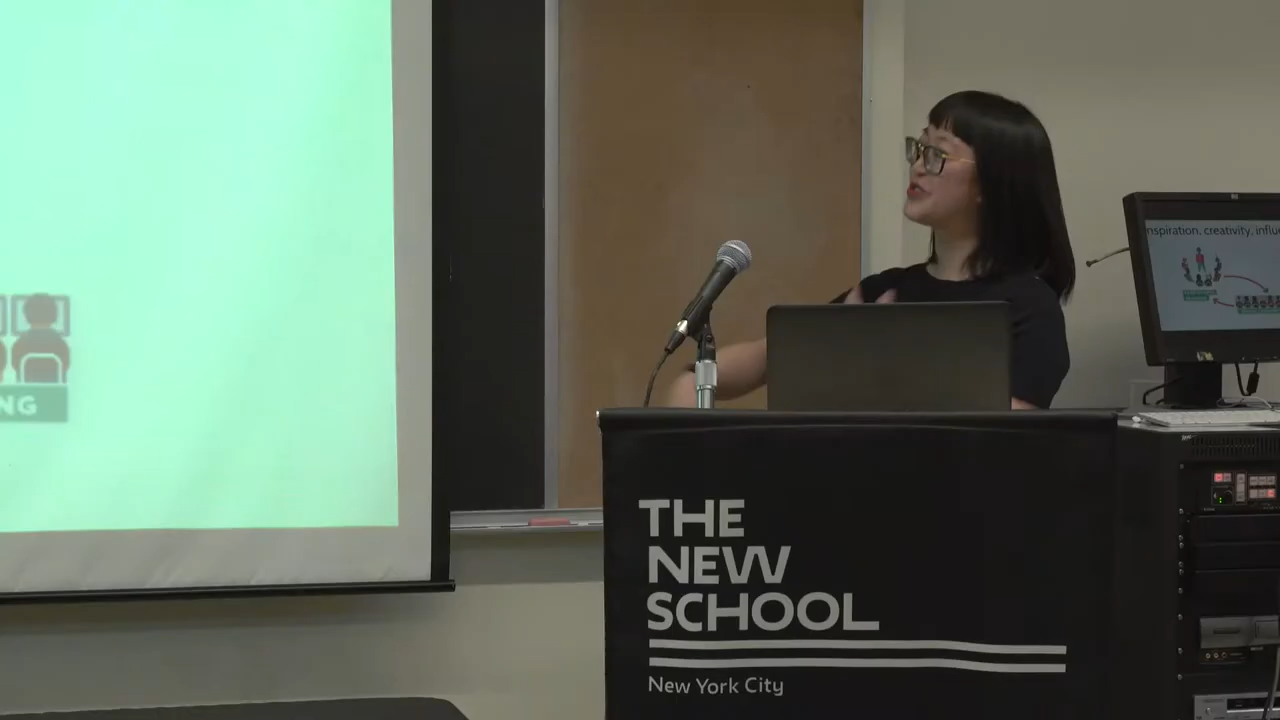 NG
nspiration, creativity, influ
THE
NEW
SCHOOL
New York City